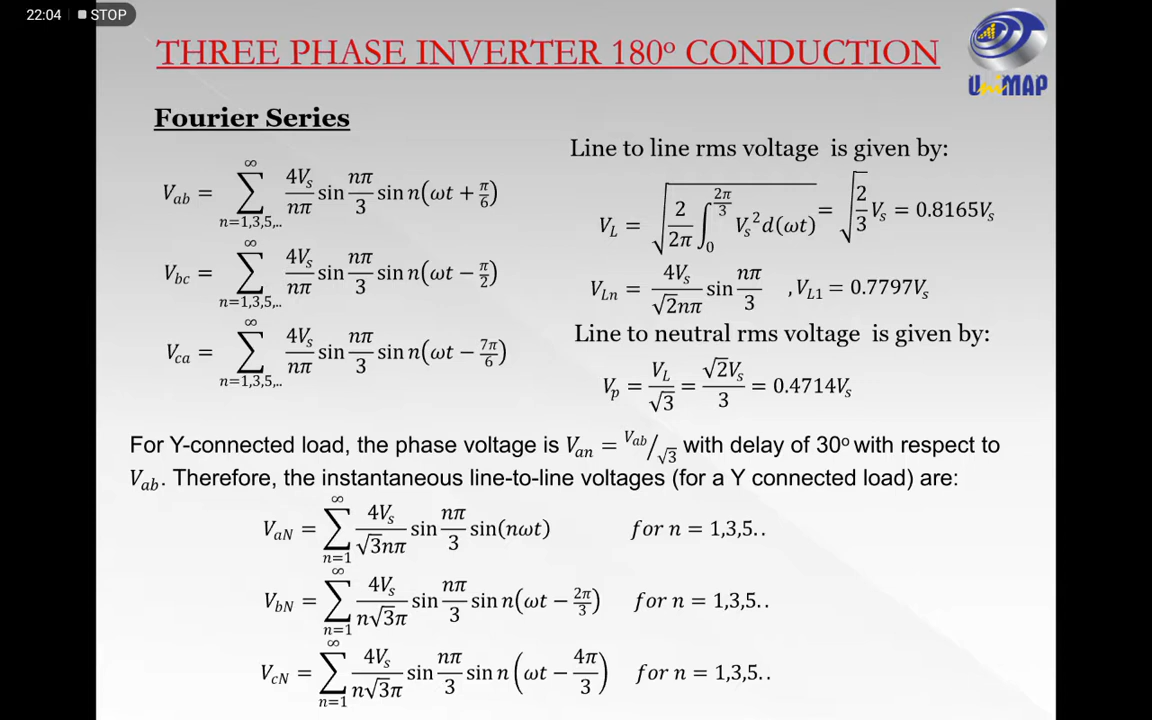 22:04 STOP
THREE PHASE INVERTER 180º CONDUCTION
UniMAP
Fourier Series
V_ab = ∑_{n=1,3,5,..}^{∞} 4V_s/nπ sin nπ/3 sin n(ωt + π/6)
V_bc = ∑_{n=1,3,5,..}^{∞} 4V_s/nπ sin nπ/3 sin n(ωt − π/2)
V_ca = ∑_{n=1,3,5,..}^{∞} 4V_s/nπ sin nπ/3 sin n(ωt − 7π/6)
Line to line rms voltage is given by:
V_L = √(2/2π ∫_0^{2π/3} V_s² d(ωt)) = √(2/3) V_s = 0.8165V_s
V_Ln = 4V_s/√2nπ sin nπ/3 , V_L1 = 0.7797V_s
Line to neutral rms voltage is given by:
V_p = V_L/√3 = √2V_s/3 = 0.4714V_s
For Y-connected load, the phase voltage is V_an = V_ab/√3 with delay of 30º with respect to
V_ab. Therefore, the instantaneous line-to-line voltages (for a Y connected load) are:
V_aN = ∑_{n=1}^{∞} 4V_s/√3nπ sin nπ/3 sin(nωt) for n = 1,3,5..
V_bN = ∑_{n=1}^{∞} 4V_s/n√3π sin nπ/3 sin n(ωt − 2π/3) for n = 1,3,5..
V_cN = ∑_{n=1}^{∞} 4V_s/n√3π sin nπ/3 sin n(ωt − 4π/3) for n = 1,3,5..